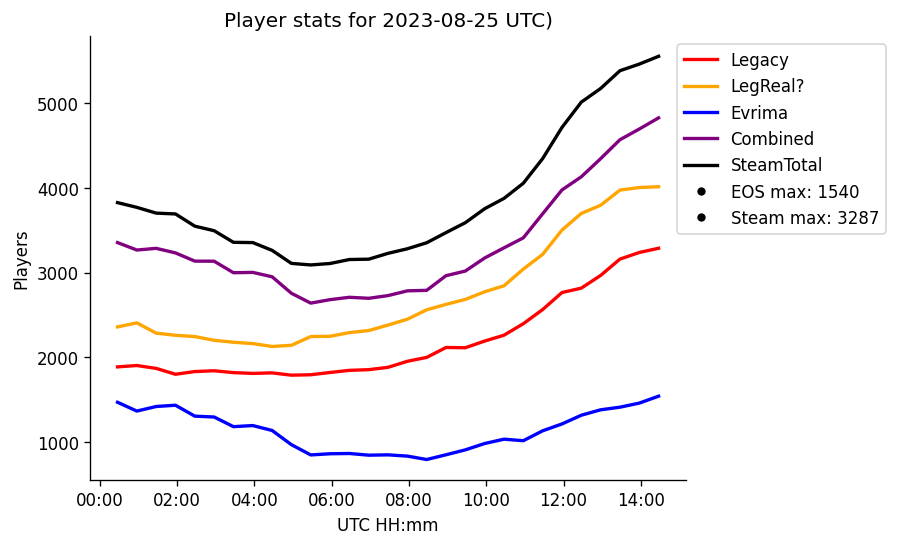 Player stats for 2023-08-25 UTC)
Legacy
LegReal?
Evrima
Combined
SteamTotal
EOS max: 1540
Steam max: 3287
Players
5000
4000
3000
2000
1000
00:00 02:00 04:00 06:00 08:00 10:00 12:00 14:00
UTC HH:mm